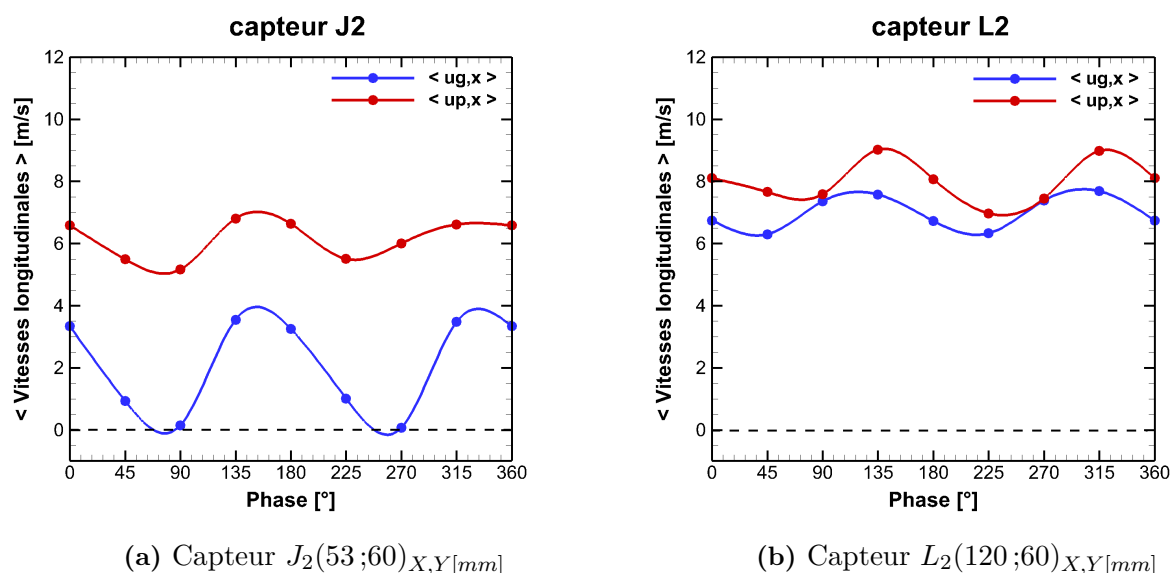 capteur J2
< Vitesses longitudinales > [m/s]
12
10
8
6
4
2
0
< ug,x >
< up,x >
0 45 90 135 180 225 270 315 360
Phase [°]
(a) Capteur J2(53 ;60)X,Y[mm]
capteur L2
< Vitesses longitudinales > [m/s]
12
10
8
6
4
2
0
< ug,x >
< up,x >
0 45 90 135 180 225 270 315 360
Phase [°]
(b) Capteur L2(120 ;60)X,Y[mm]